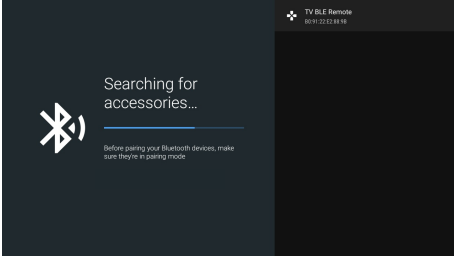 Searching for
accessories...
Before pairing your Bluetooth devices, make
sure they're in pairing mode
TV BLE Remote
80:91:22:E2:88:9B